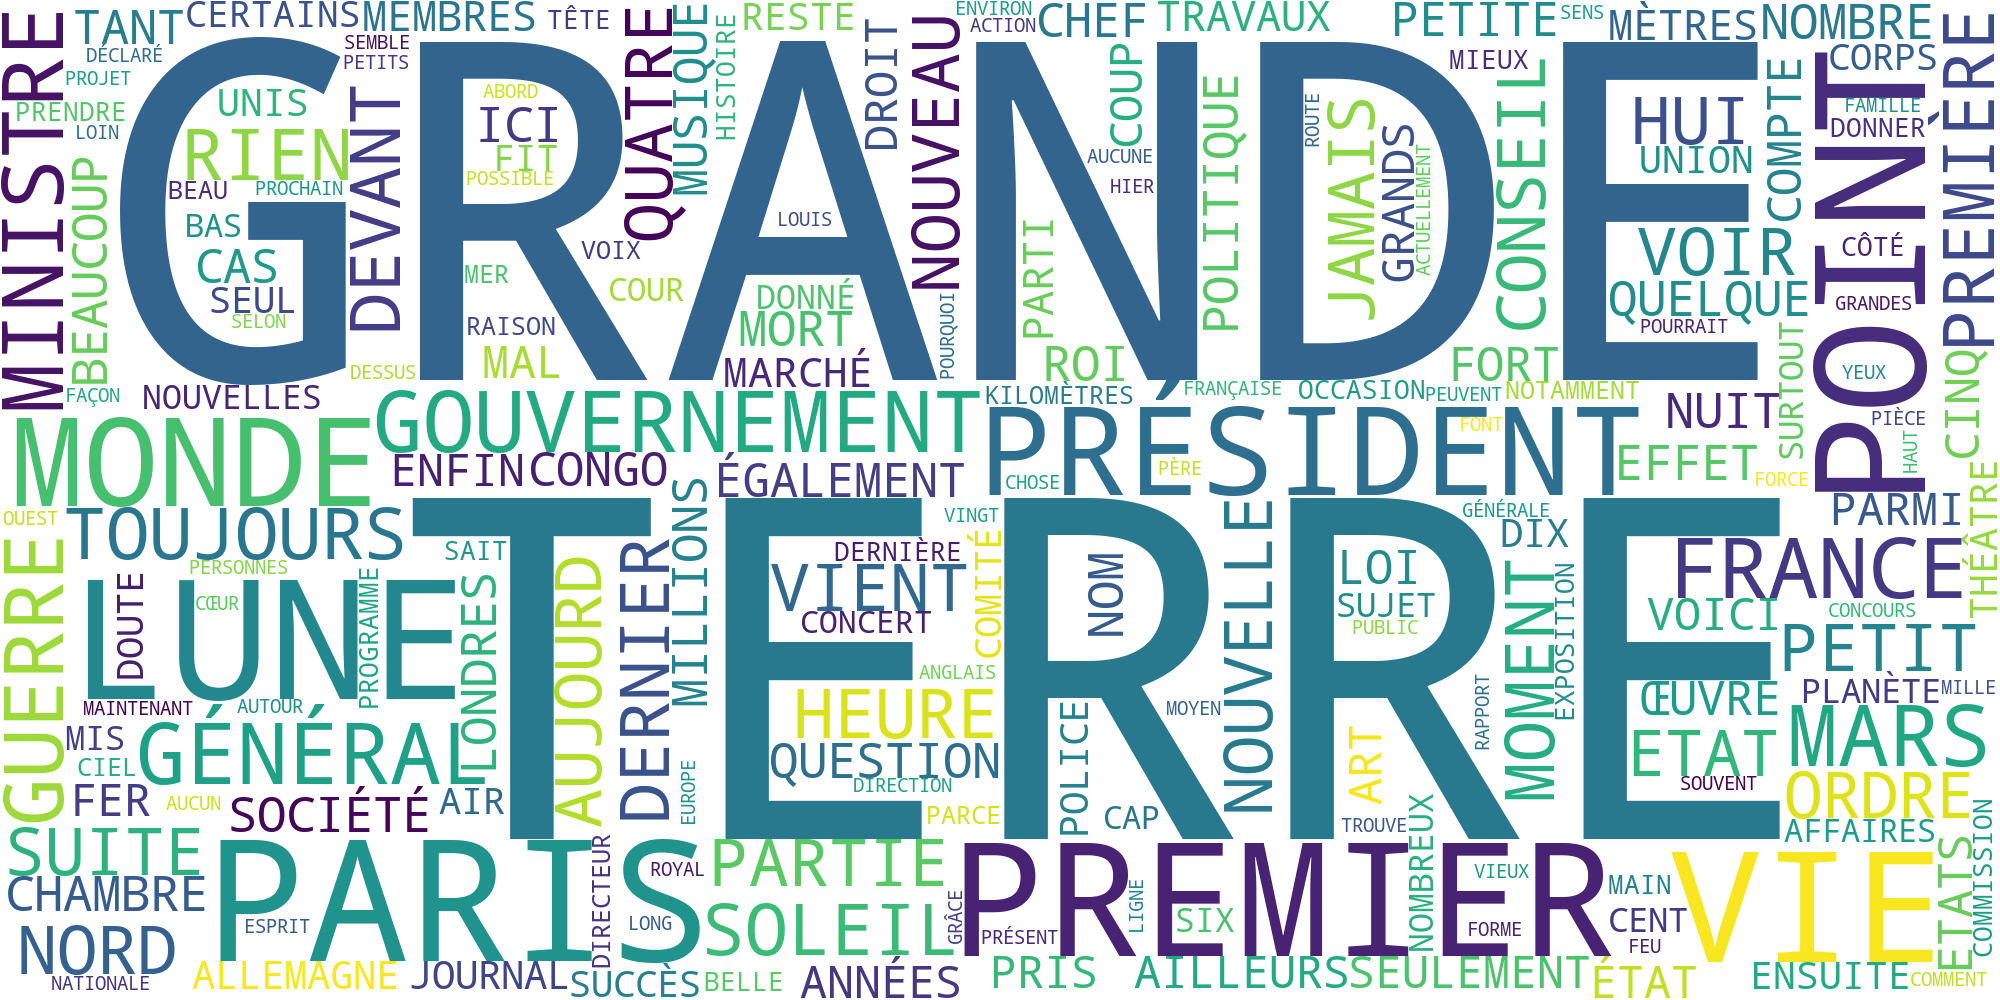 TANT
CERTAINS
MEMBRES
TÊTE
QUATRE
MUSIQUE
HISTOIRE
RESTE
DROIT
NOUVEAU
ENVIRON
ACTION
CHEF
TRAVAUX
PETITE
SENS
MÈTRES
NOMBRE
PREMIÈRE
MINISTRE
DÉCLARÉ
PROJET
PRENDRE
LOIN
SEMBLE
PETITS
GRANDE
UNIS
RIEN
BEAU
PROCHAIN
BAS
CAS
SEUL
SELON
BEAUCOUP
FAÇON
DEVANT
DESSUS
ABORD
ICI
FIT
POSSIBLE
VOIX
MER
COUR
RAISON
MAL
LOUIS
DONNÉ
MORT
MARCHÉ
POURQUOI
COUP
AUCUNE
HIER
PARTI
ROI
POLITIQUE
ROUTE
JAMAIS
GRANDS
ACTUELLEMENT
MIEUX
CONSEIL
HUI
UNION
COMPTE
VOIR
QUELQUE
POURRAIT
FORT
CORPS
FAMILLE
DONNER
POINT
CÔTÉ
GRANDES
YEUX
PIÈCE
HAUT
CINQ
SURTOUT
NOUVELLES
KILOMÈTRES
FRANÇAISE
OCCASION
PEUVENT
NOTAMMENT
NUIT
MONDE
GOUVERNEMENT
PRÉSIDENT
FONT
PÈRE
CHOSE
EFFET
FORCE
ENFIN
CONGO
ÉGALEMENT
OUEST
TOUJOURS
SAIT
MILLIONS
VINGT
DERNIÈRE
GÉNÉRALE
DIX
PARMI
THÉÂTRE
GUERRE
PERSONNES
CŒUR
DOUTE
PROGRAMME
LUNE
LONDRES
TERRE
AUJOURD
DERNIER
VIENT
CONCERT
COMITÉ
NOM
NOUVELLE
LOI
SUJET
PUBLIC
MOMENT
EXPOSITION
FRANCE
VOICI
CONCOURS
PETIT
ANGLAIS
MAINTENANT
AUTOUR
MOYEN
RAPPORT
ŒUVRE
PLANÈTE
MILLE
MIS
CIEL
GÉNÉRAL
HEURE
QUESTION
DIRECTION
POLICE
ART
ETAT
SOUVENT
MARS
ORDRE
FER
AUCUN
SOCIÉTÉ
AIR
EUROPE
PARCE
CAP
TROUVE
AFFAIRES
SUITE
PARIS
DIRECTEUR
ROYAL
PARTIE
PREMIER
NOMBREUX
VIEUX
MAIN
VIE
ETATS
COMMISSION
CHAMBRE
ESPRIT
LONG
SOLEIL
GRÂCE
PRÉSENT
LIGNE
SIX
FORME
CENT
FEU
NORD
NATIONALE
ALLEMAGNE
JOURNAL
SUCCÈS
BELLE
ANNÉES
PRIS
AILLEURS
SEULEMENT
ÉTAT
ENSUITE
COMMENT